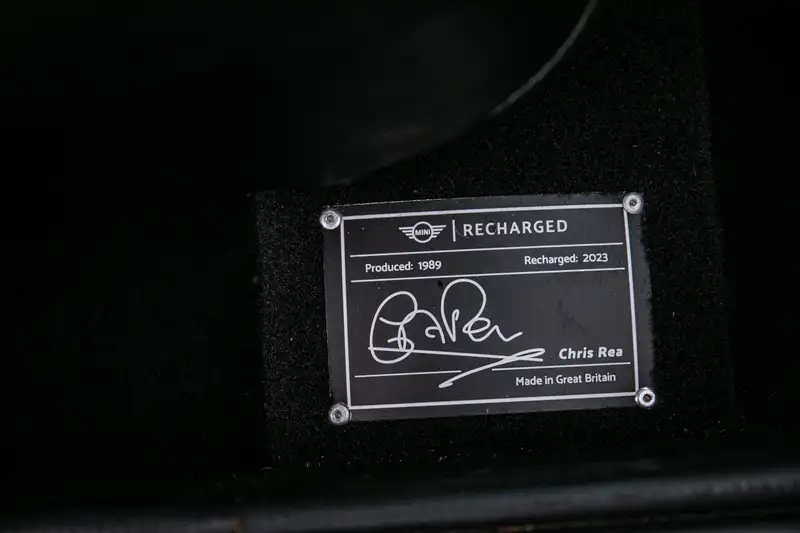 MINI | RECHARGED
Produced: 1989 Recharged: 2023
Chris Rea
Made in Great Britain